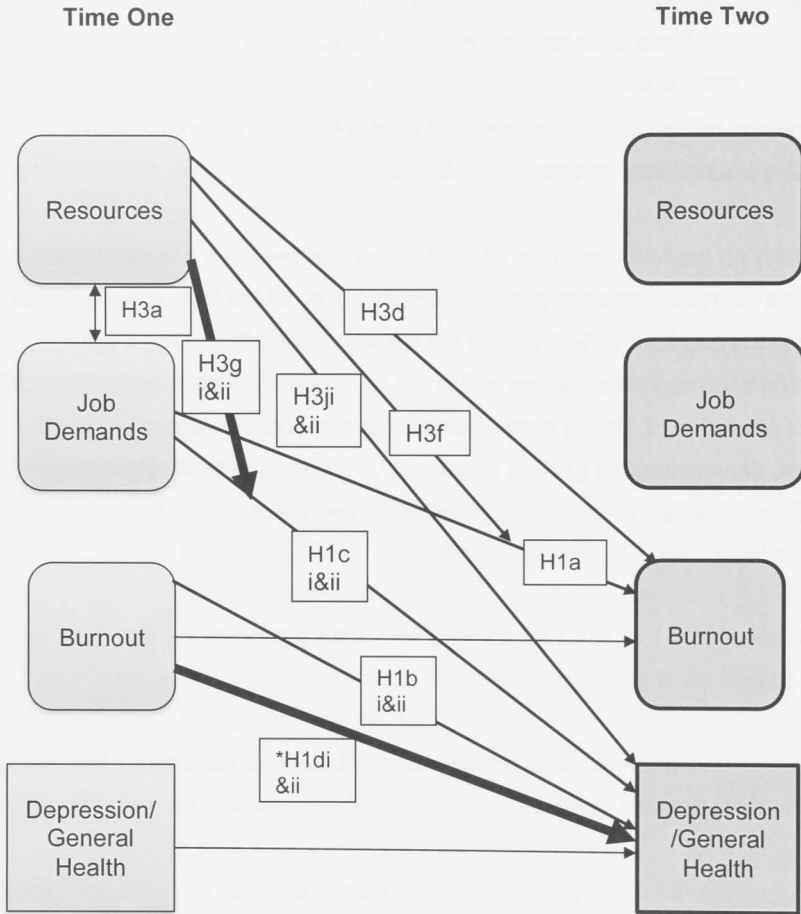 Time One
Time Two
Resources
Resources
H3a
H3d
H3g
i&ii
H3ji
&ii
H3f
Job
Demands
Job
Demands
H1c
i&ii
H1a
Burnout
Burnout
H1b
i&ii
*H1di
&ii
Depression/
General
Health
Depression
/General
Health